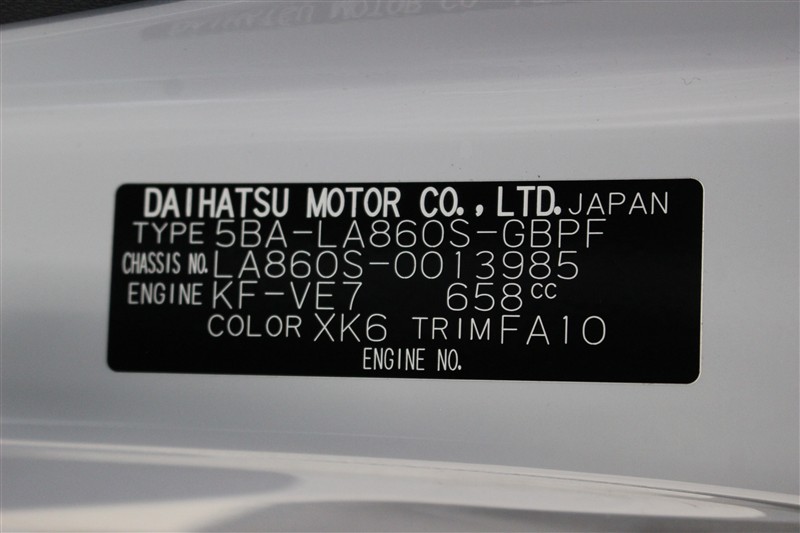 DAIHATSU MOTOR CO., LTD. JAPAN
TYPE 5BA-LA860S-GBPF
CHASSIS NO. LA860S-0013985
ENGINE KF-VE7 658cc
COLOR XK6 TRIM FA10
ENGINE NO.